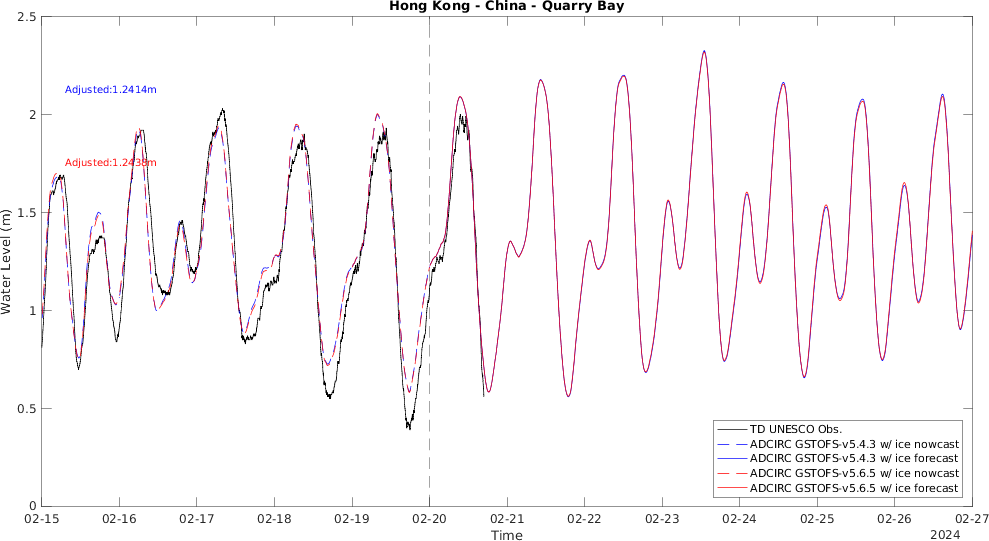 Hong Kong - China - Quarry Bay
2.5
Adjusted:1.2414m
2
Adjusted:1.2438m
1.5
Water Level (m)
1
0.5
TD UNESCO Obs.
ADCIRC GSTOFS-v5.4.3 w/ ice nowcast
ADCIRC GSTOFS-v5.4.3 w/ ice forecast
ADCIRC GSTOFS-v5.6.5 w/ ice nowcast
ADCIRC GSTOFS-v5.6.5 w/ ice forecast
0
02-15 02-16 02-17 02-18 02-19 02-20 02-21 02-22 02-23 02-24 02-25 02-26 02-27
Time
2024